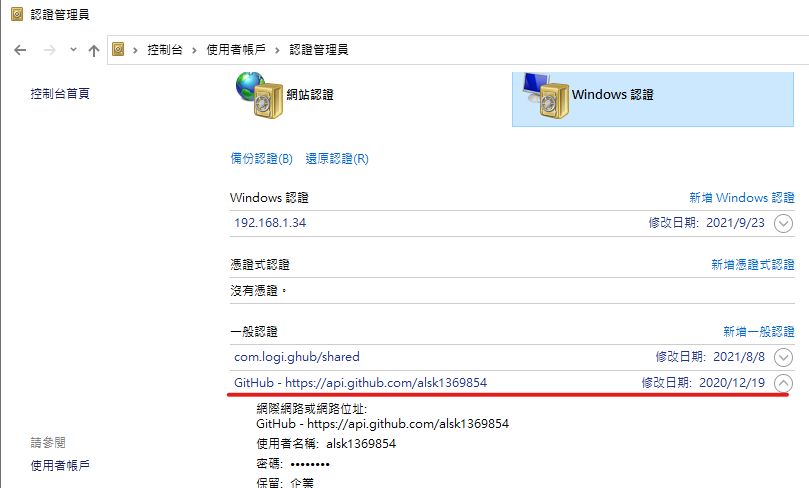 認證管理員
控制台 使用者帳戶 認證管理員
控制台首頁
網站認證
Windows 認證
備份認證(B) 還原認證(R)
Windows 認證 新增 Windows 認證
192.168.1.34 修改日期: 2021/9/23
憑證式認證 新增憑證式認證
沒有憑證。
一般認證 新增一般認證
com.logi.ghub/shared 修改日期: 2021/8/8
GitHub - https://api.github.com/alsk1369854 修改日期: 2020/12/19
網際網路或網路位址:
GitHub - https://api.github.com/alsk1369854
使用者名稱: alsk1369854
密碼: ••••••••
保留: 企業
請參閱
使用者帳戶